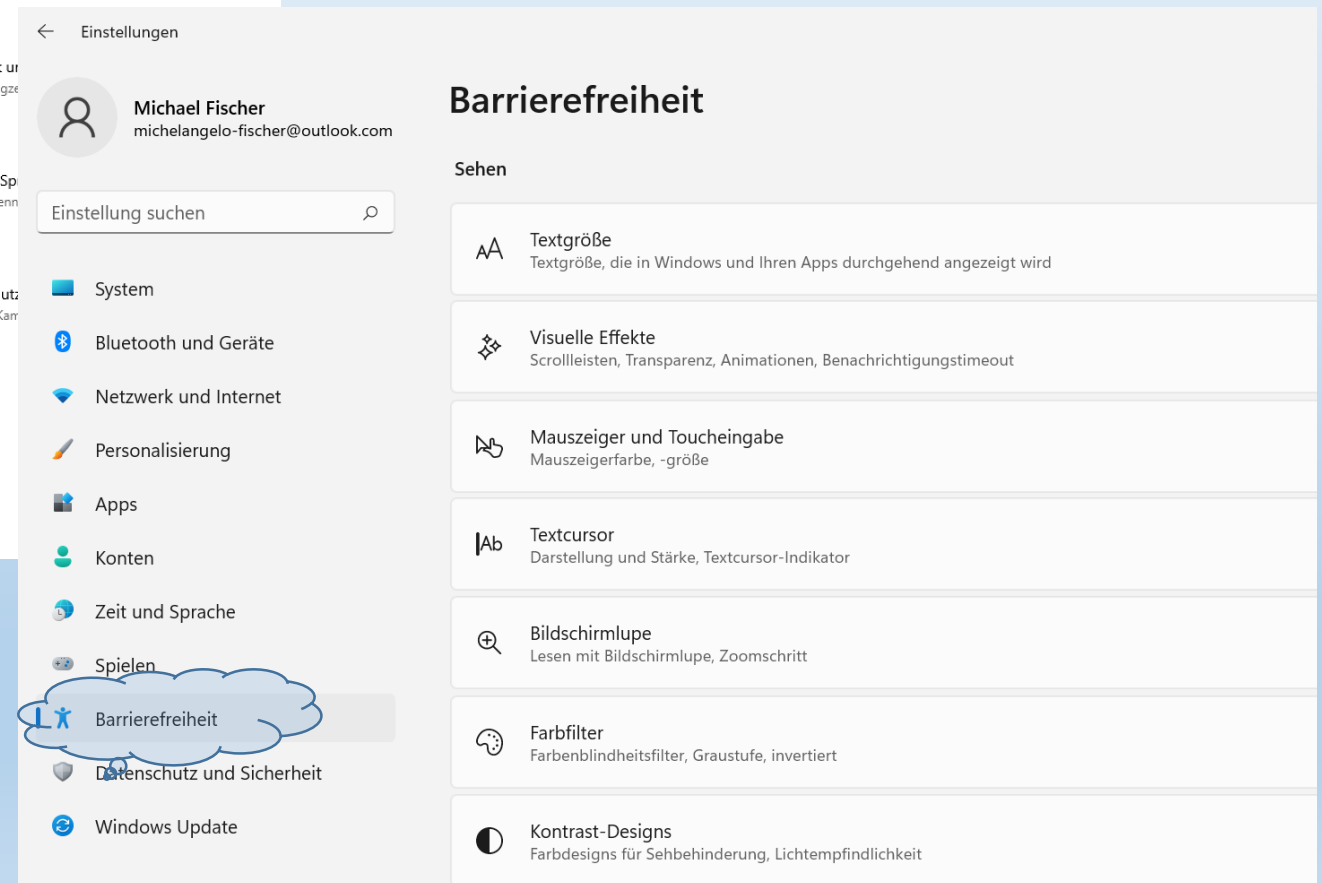 Einstellungen
Michael Fischer
michelangelo-fischer@outlook.com
Einstellung suchen
System
Bluetooth und Geräte
Netzwerk und Internet
Personalisierung
Apps
Konten
Zeit und Sprache
Spielen
Barrierefreiheit
Datenschutz und Sicherheit
Windows Update
Barrierefreiheit
Sehen
Textgröße
Textgröße, die in Windows und Ihren Apps durchgehend angezeigt wird
Visuelle Effekte
Scrollleisten, Transparenz, Animationen, Benachrichtigungstimeout
Mauszeiger und Toucheingabe
Mauszeigerfarbe, -größe
Textcursor
Darstellung und Stärke, Textcursor-Indikator
Bildschirmlupe
Lesen mit Bildschirmlupe, Zoomschritt
Farbfilter
Farbenblindheitsfilter, Graustufe, invertiert
Kontrast-Designs
Farbdesigns für Sehbehinderung, Lichtempfindlichkeit